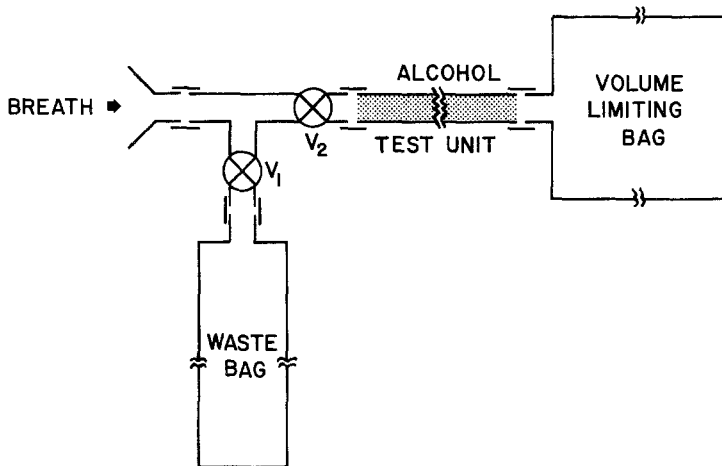 BREATH
V1
V2
ALCOHOL
TEST UNIT
VOLUME
LIMITING
BAG
WASTE
BAG